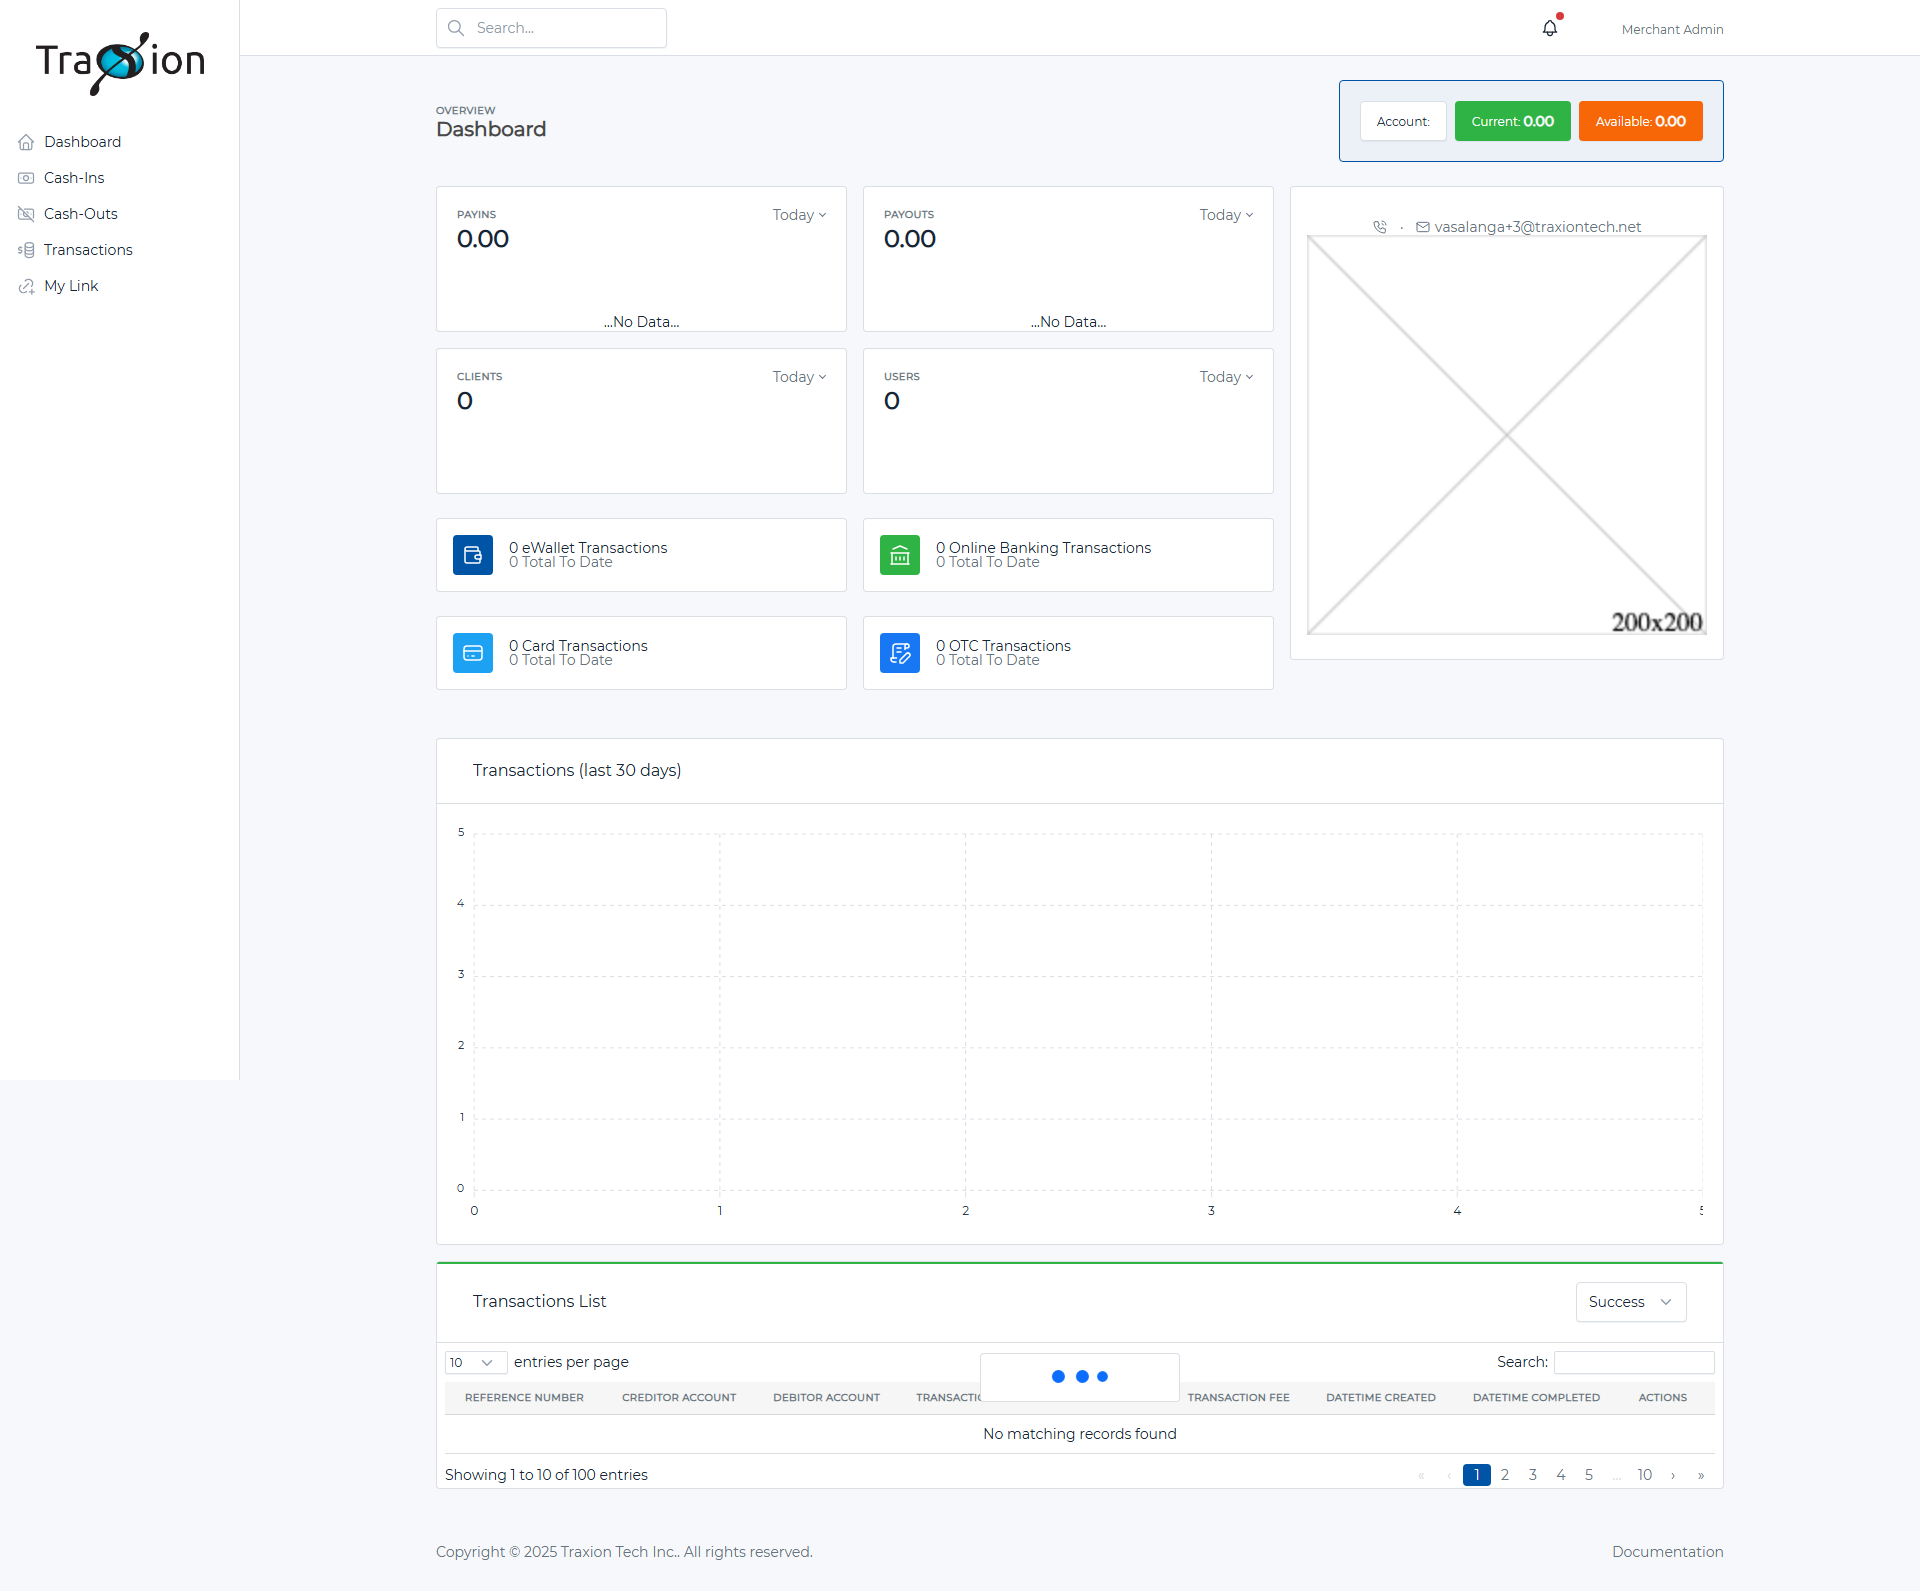 Traxion
Search...
Merchant Admin
Dashboard
Cash-Ins
Cash-Outs
Transactions
My Link
OVERVIEW
Dashboard
Account:
Current: 0.00
Available: 0.00
PAYINS
Today
0.00
...No Data...
PAYOUTS
Today
0.00
...No Data...
vasalanga+3@traxiontech.net
200x200
CLIENTS
Today
0
USERS
Today
0
0 eWallet Transactions
0 Total To Date
0 Online Banking Transactions
0 Total To Date
0 Card Transactions
0 Total To Date
0 OTC Transactions
0 Total To Date
Transactions (last 30 days)
5
4
3
2
1
0
0 1 2 3 4 5
Transactions List
Success
10 entries per page
Search:
REFERENCE NUMBER CREDITOR ACCOUNT DEBITOR ACCOUNT TRANSACTIO TRANSACTION FEE DATETIME CREATED DATETIME COMPLETED ACTIONS
No matching records found
Showing 1 to 10 of 100 entries
« ‹ 1 2 3 4 5 ... 10 › »
Copyright © 2025 Traxion Tech Inc.. All rights reserved.
Documentation